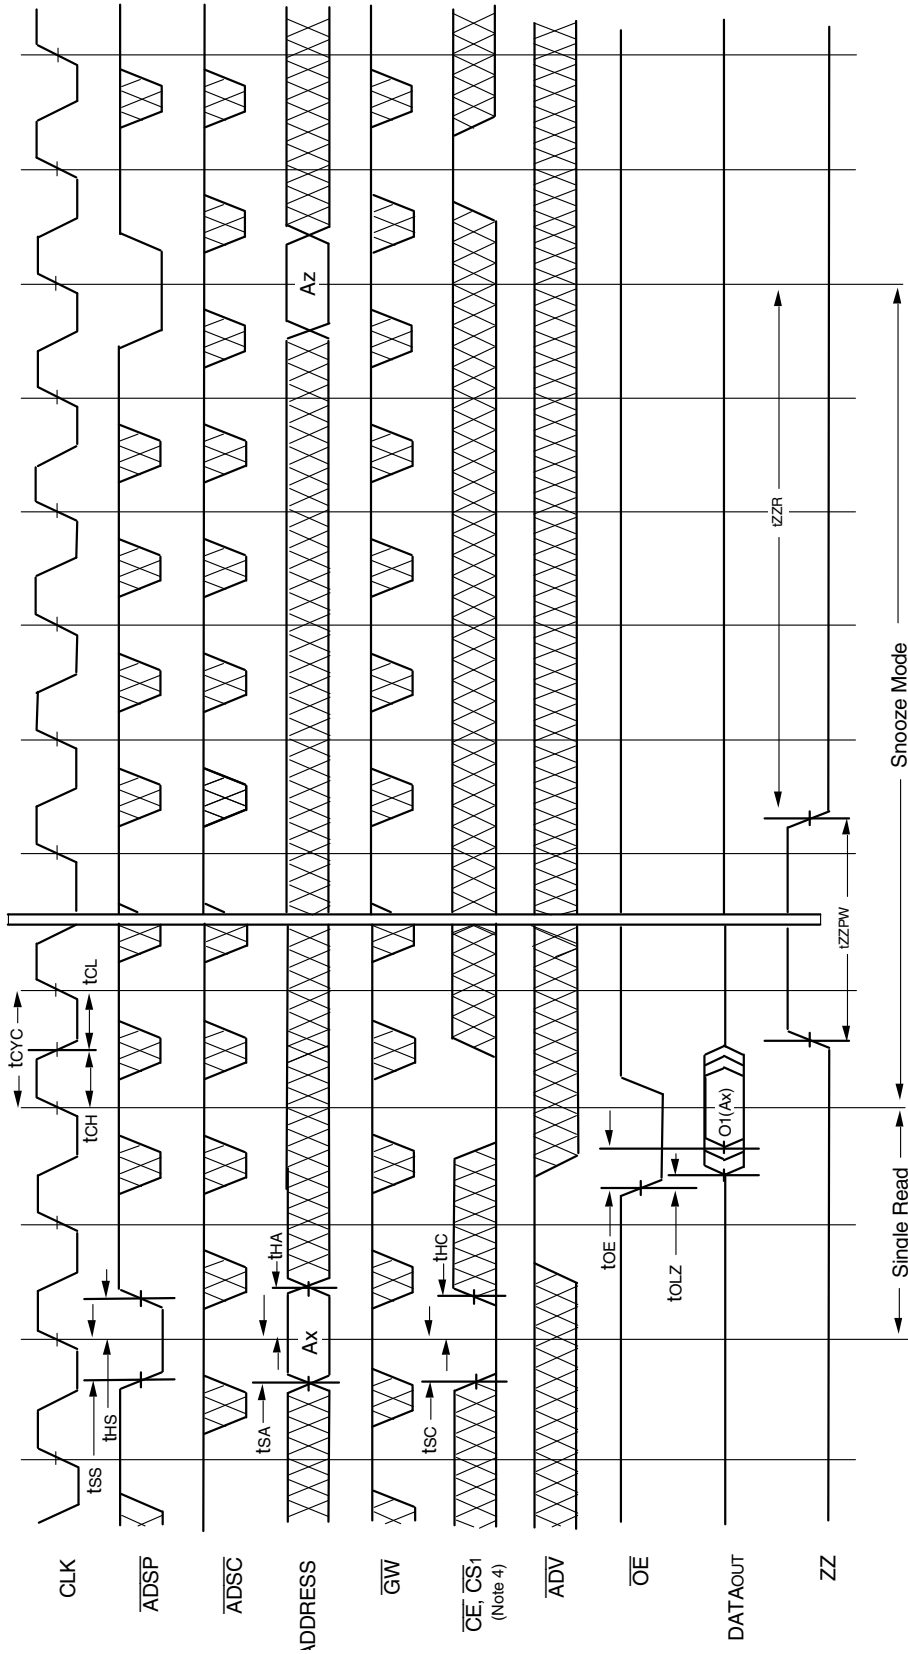 tCYC
tCH
tCL
tSS
tHS
CLK
ADSP
ADSC
tSA
tHA
Ax
Az
ADDRESS
GW
tSC
tHC
CE, CS1
(Note 4)
ADV
tOE
tOLZ
OE
O1(Ax)
DATAOUT
tZZPW
tZZR
ZZ
Single Read
Snooze Mode